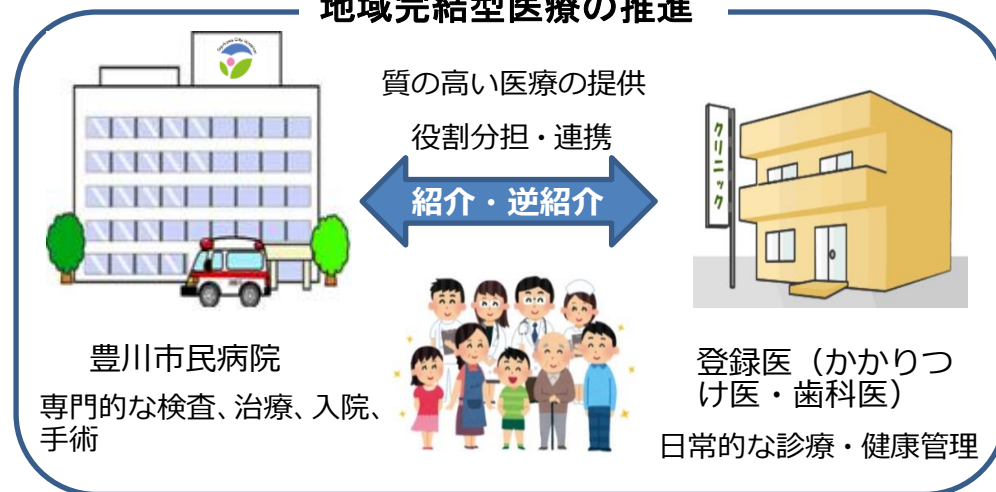 地域完結型医療の推進
質の高い医療の提供
役割分担・連携
紹介・逆紹介
クリニック
豊川市民病院
専門的な検査、治療、入院、
手術
登録医（かかりつ
け医・歯科医）
日常的な診療・健康管理